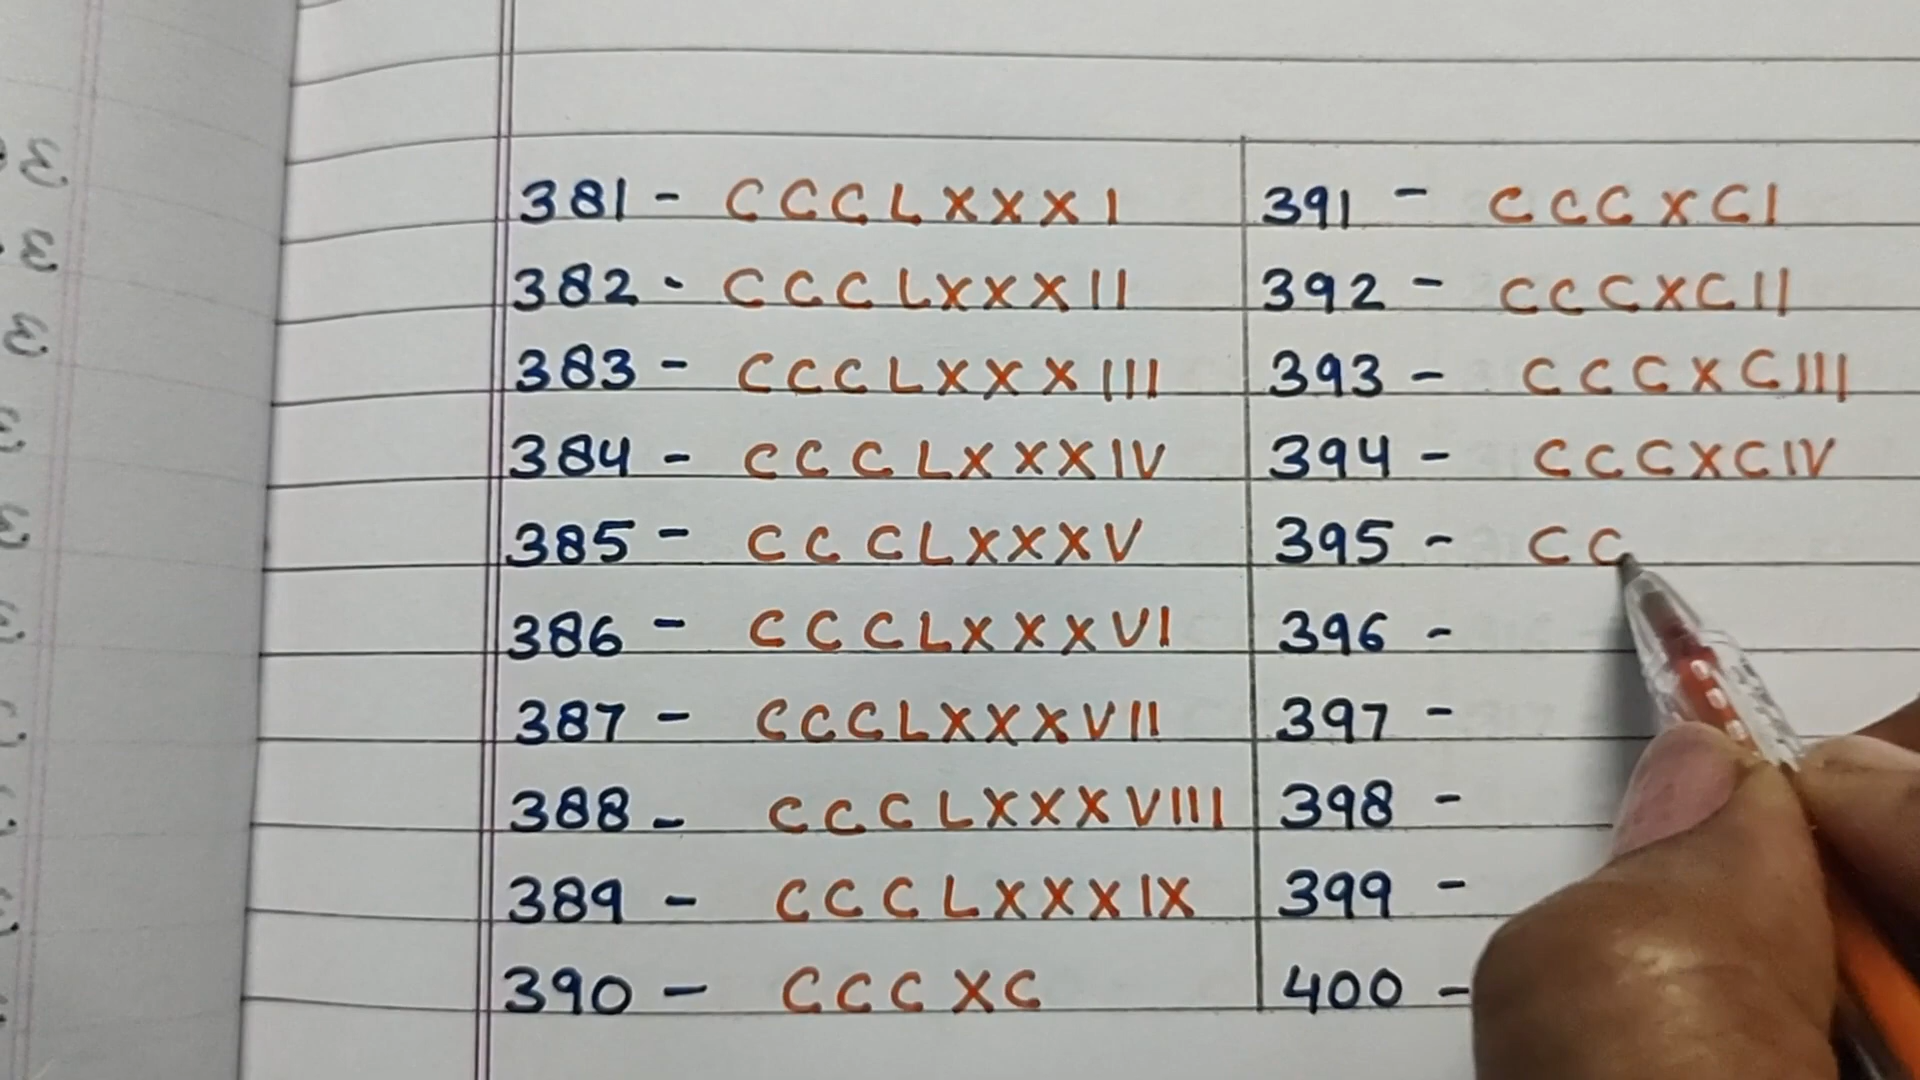 381 - CCCLXXXI
382 - CCCLXXXII
383 - CCCLXXXIII
384 - CCCLXXXIV
385 - CCCLXXXV
386 - CCCLXXXVI
387 - CCCLXXXVII
388 - CCCLXXXVIII
389 - CCCLXXXIX
390 - CCCXC
391 - CCCXCI
392 - CCCXCII
393 - CCCXCIII
394 - CCCXCIV
395 - CC
396 -
397 -
398 -
399 -
400 -